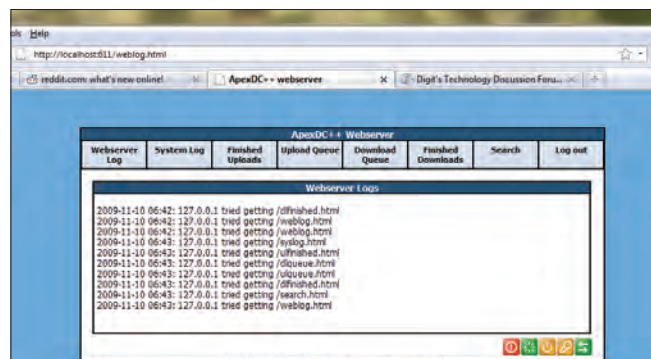 ols Help
http://localhost:811/weblog.html
reddit.com: what's new online!
ApexDC++ webserver
Digit's Technology Discussion Foru...
ApexDC++ Webserver
Webserver Log
System Log
Finished Uploads
Upload Queue
Download Queue
Finished Downloads
Search
Log out
Webserver Logs
2009-11-10 06:42: 127.0.0.1 tried getting /dlfinished.html
2009-11-10 06:42: 127.0.0.1 tried getting /weblog.html
2009-11-10 06:42: 127.0.0.1 tried getting /weblog.html
2009-11-10 06:43: 127.0.0.1 tried getting /syslog.html
2009-11-10 06:43: 127.0.0.1 tried getting /ulfinished.html
2009-11-10 06:43: 127.0.0.1 tried getting /dlqueue.html
2009-11-10 06:43: 127.0.0.1 tried getting /ulqueue.html
2009-11-10 06:43: 127.0.0.1 tried getting /dlfinished.html
2009-11-10 06:43: 127.0.0.1 tried getting /search.html
2009-11-10 06:43: 127.0.0.1 tried getting /weblog.html